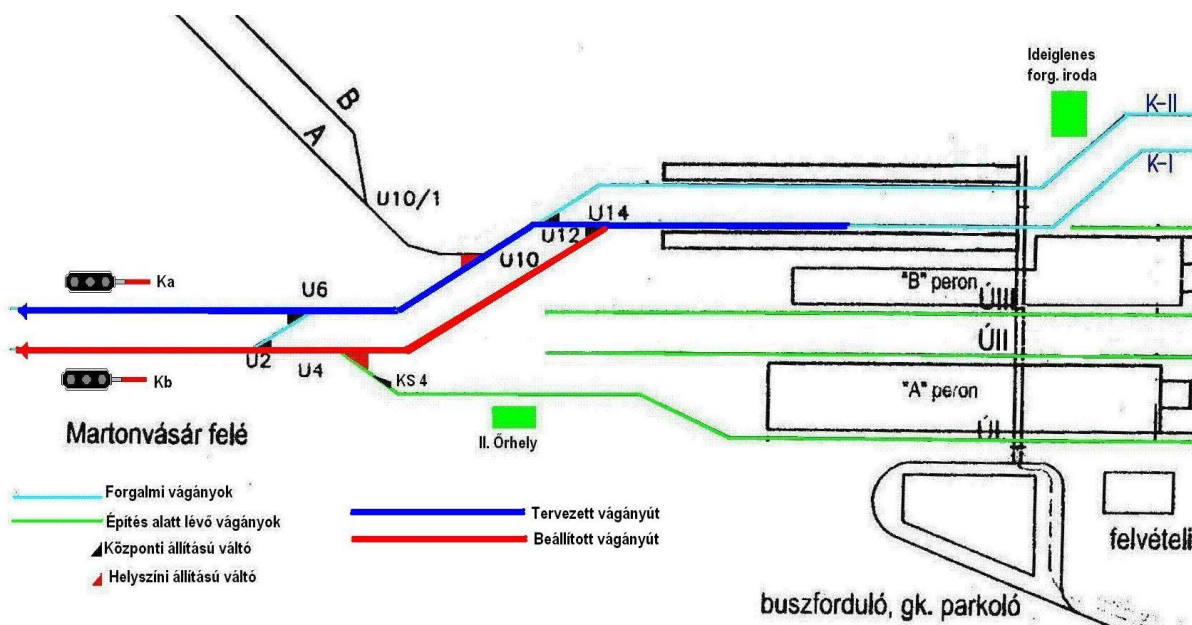 Ideiglenes
forg. iroda
K-II
K-I
B
A
U10/1
U14
U12
U10
Ka
U6
"B" peron
ÚIII
ÚII
U2
U4
Kb
KS 4
"A" peron
ÚI
Martonvásár felé
II. Őrhely
Forgalmi vágányok
Építés alatt lévő vágányok
Központi állítású váltó
Helyszíni állítású váltó
Tervezett vágányút
Beállított vágányút
felvételi
buszforduló, gk. parkoló